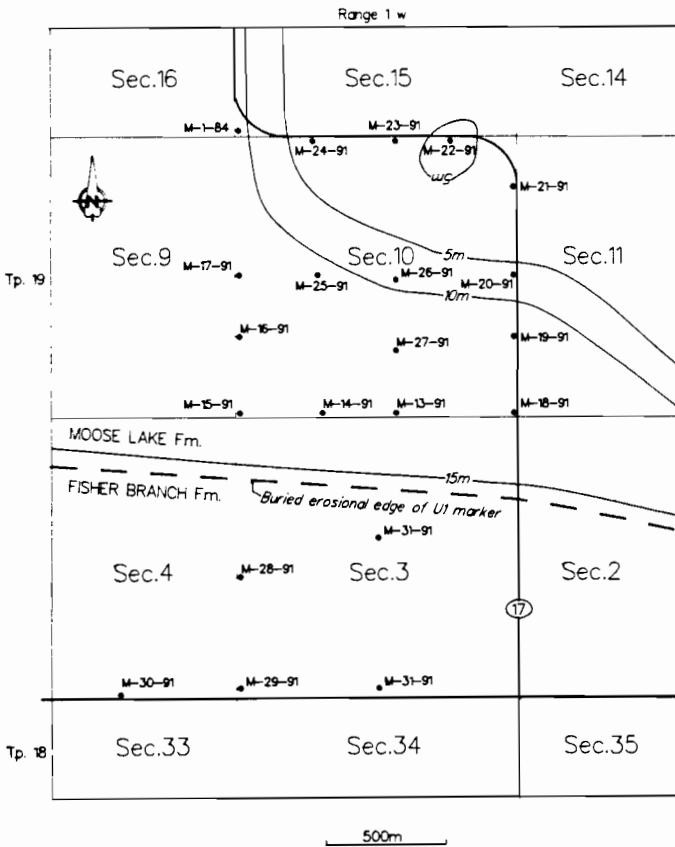 Range 1 w
Sec.16
Sec.15
Sec.14
M-1-84
M-23-91
M-24-91
M-22-91
M-21-91
5m
Sec.9
Sec.10
Sec.11
Tp. 19
M-17-91
M-25-91
M-26-91
M-20-91
10m
M-16-91
M-27-91
M-19-91
M-15-91
M-14-91
M-13-91
M-18-91
MOOSE LAKE Fm.
15m
FISHER BRANCH Fm.
Buried erosional edge of U1 marker
M-31-91
Sec.4
Sec.3
Sec.2
M-28-91
17
M-30-91
M-29-91
M-31-91
Tp. 18
Sec.33
Sec.34
Sec.35
500m